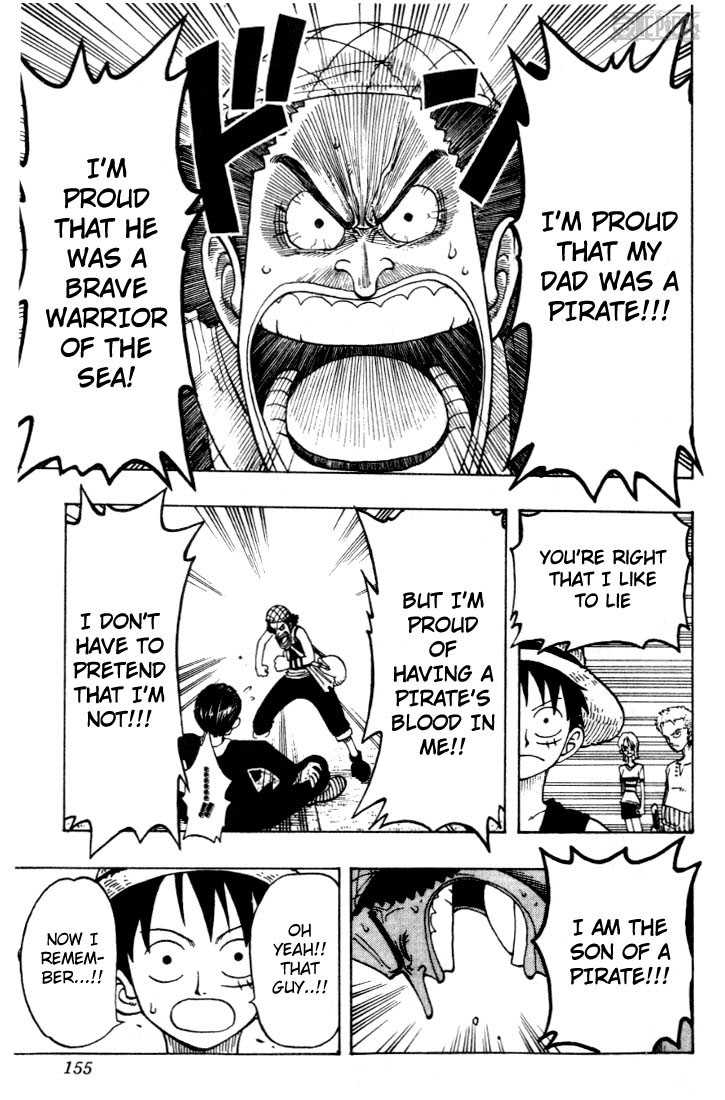 I'M
PROUD
THAT MY
DAD WAS A
PIRATE!!!
I'M
PROUD
THAT HE
WAS A
BRAVE
WARRIOR
OF THE
SEA!
ドン
YOU'RE RIGHT
THAT I LIKE
TO LIE
BUT I'M
PROUD
OF
HAVING A
PIRATE'S
BLOOD IN
ME!!
I DON'T
HAVE TO
PRETEND
THAT I'M
NOT!!!
I AM THE
SON OF A
PIRATE!!!
OH
YEAH!!
THAT
GUY..!!
NOW I
REMEM-
BER...!!
155